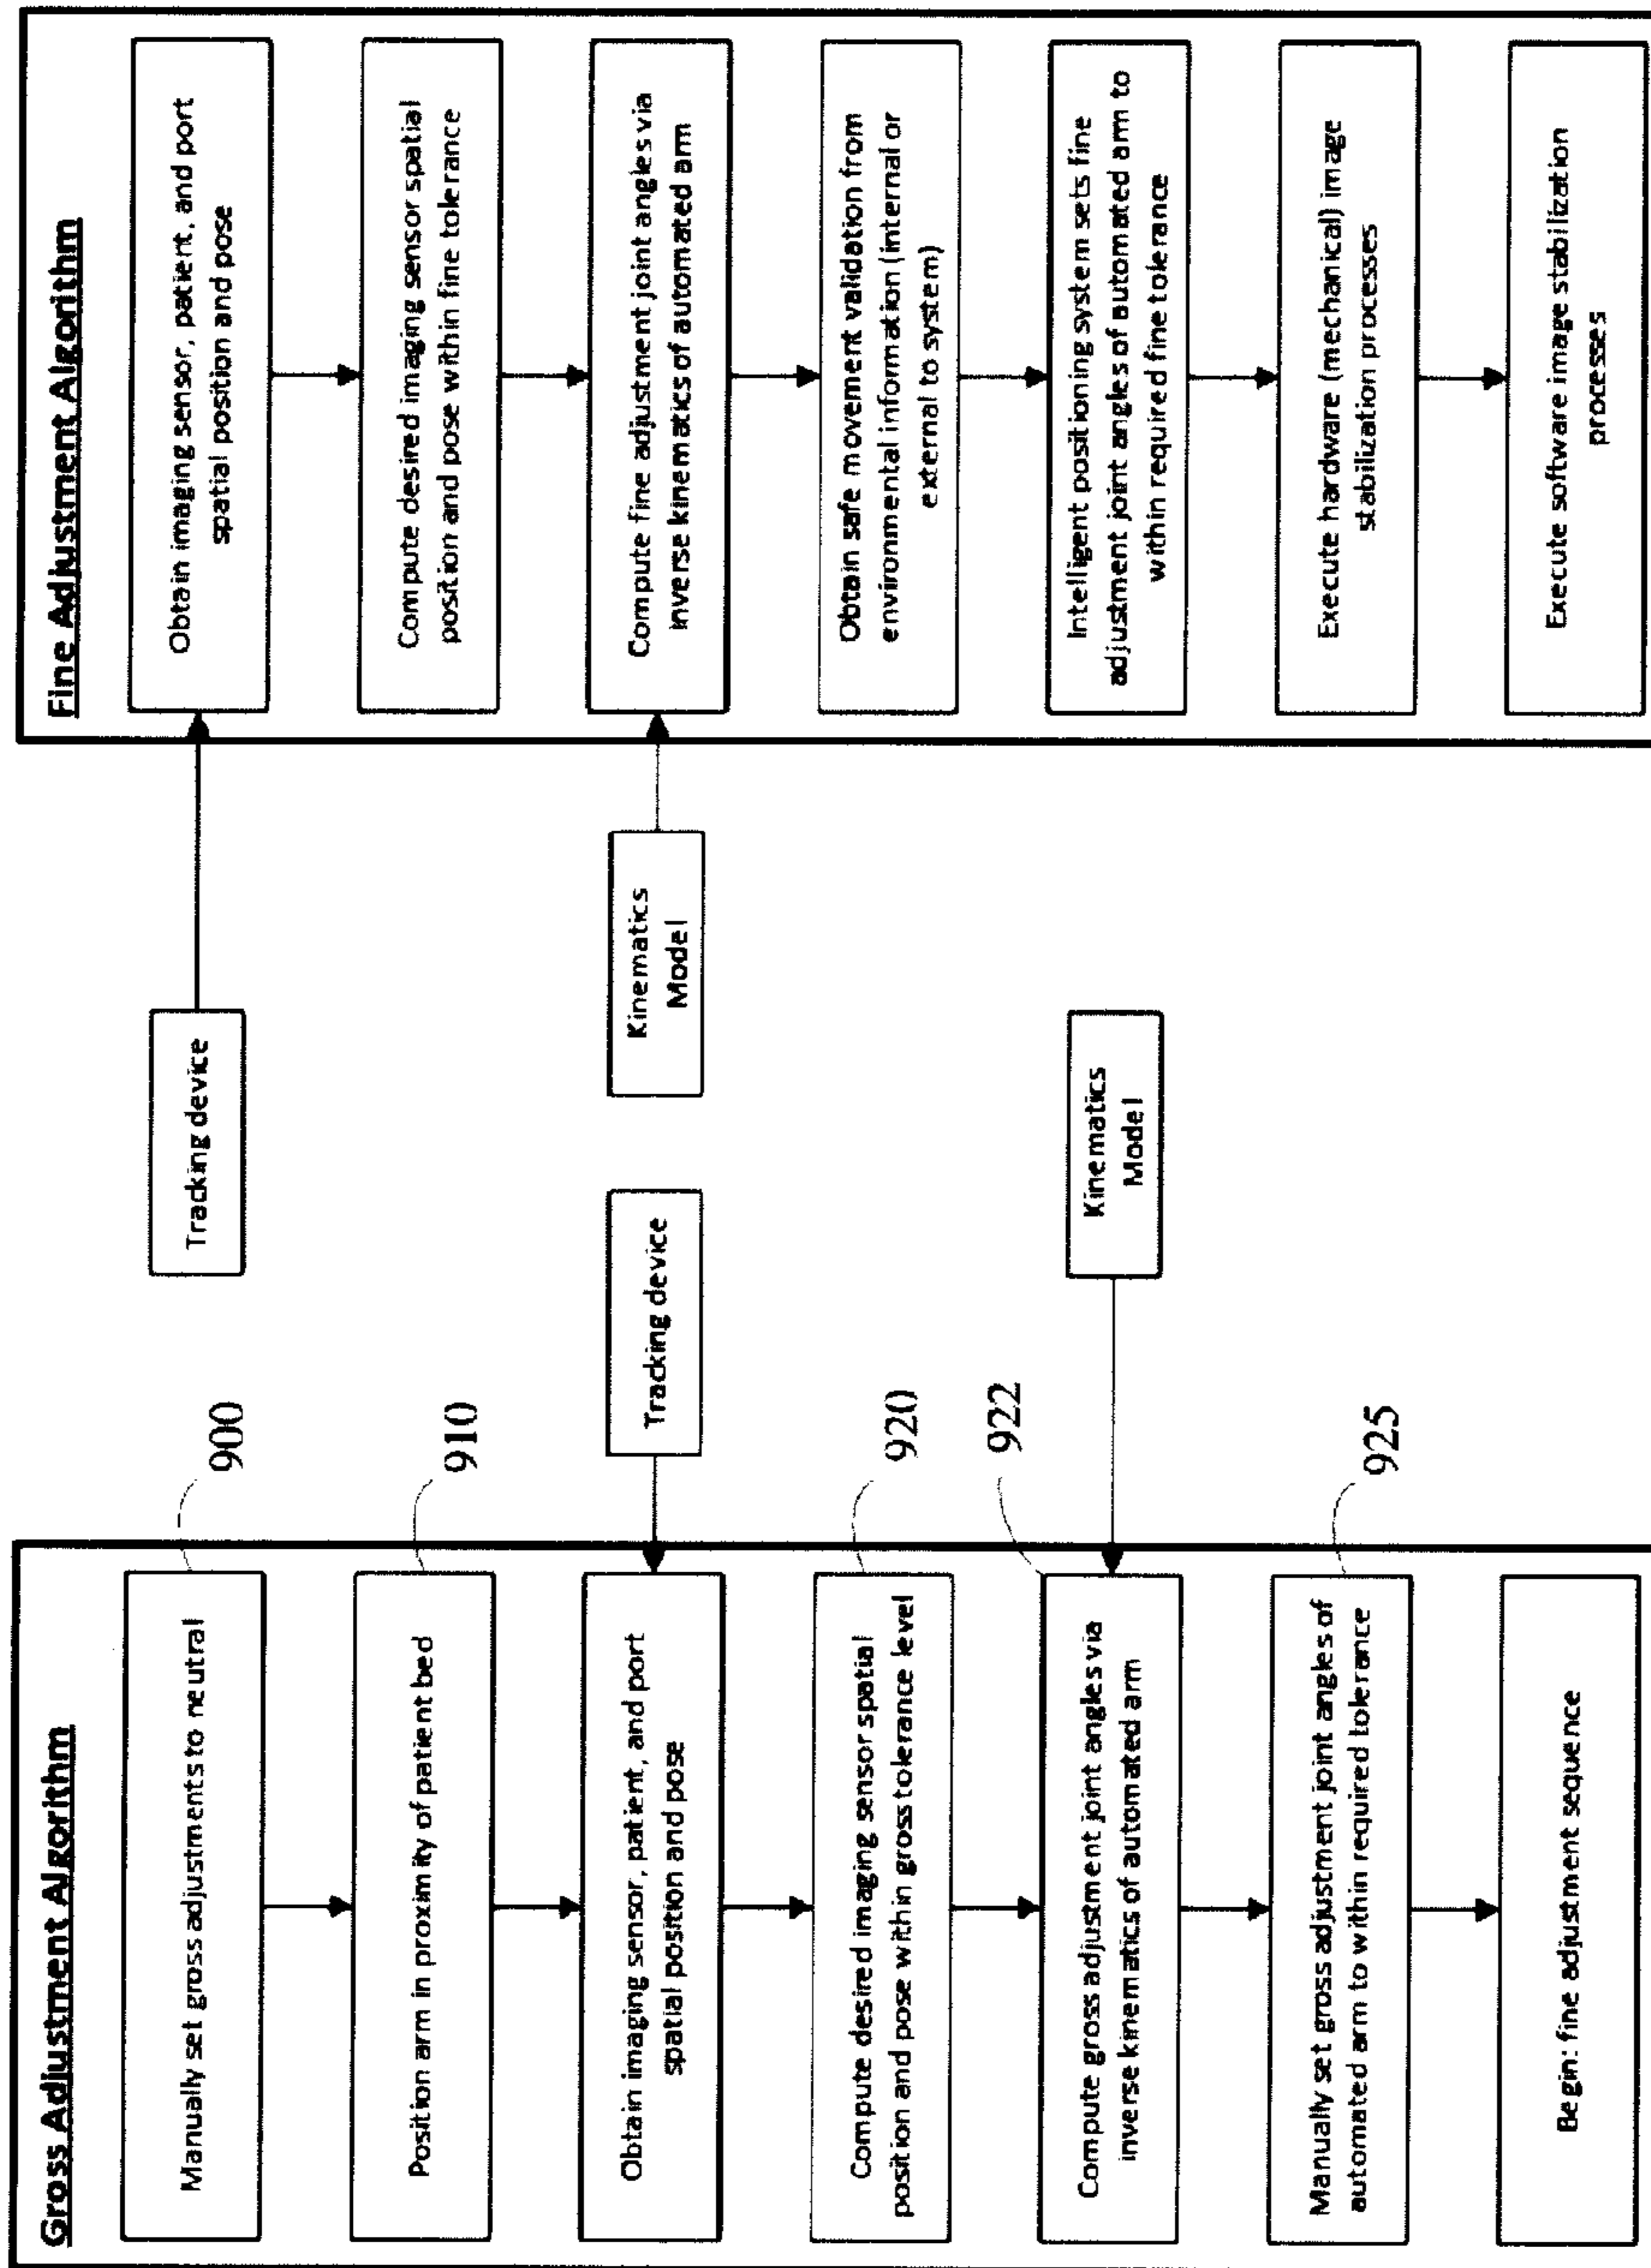 Gross Adjustment Algorithm
Manually set gross adjustments to neutral
900
Position arm in proximity of patient bed
910
Obtain imaging sensor, patient, and port
spatial position and pose
Tracking device
Compute desired imaging sensor spatial
position and pose within gross tolerance level
920
Compute gross adjustment joint angles via
inverse kinematics of automated arm
922
Kinematics
Model
Manually set gross adjustment joint angles of
automated arm to within required tolerance
925
Begin: fine adjustment sequence
Fine Adjustment Algorithm
Tracking device
Obtain imaging sensor, patient, and port
spatial position and pose
Compute desired imaging sensor spatial
position and pose within fine tolerance
Kinematics
Model
Compute fine adjustment joint angles via
inverse kinematics of automated arm
Obtain safe movement validation from
environmental information (internal or
external to system)
Intelligent positioning system sets fine
adjustment joint angles of automated arm to
within required fine tolerance
Execute hardware (mechanical) image
stabilization processes
Execute software image stabilization
processes